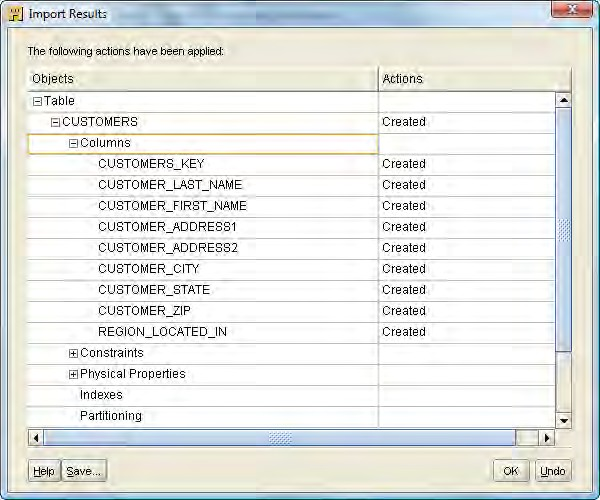 Import Results
The following actions have been applied:
Objects Actions
Table
CUSTOMERS Created
Columns
CUSTOMERS_KEY Created
CUSTOMER_LAST_NAME Created
CUSTOMER_FIRST_NAME Created
CUSTOMER_ADDRESS1 Created
CUSTOMER_ADDRESS2 Created
CUSTOMER_CITY Created
CUSTOMER_STATE Created
CUSTOMER_ZIP Created
REGION_LOCATED_IN Created
Constraints
Physical Properties
Indexes
Partitioning
Help Save... OK Undo